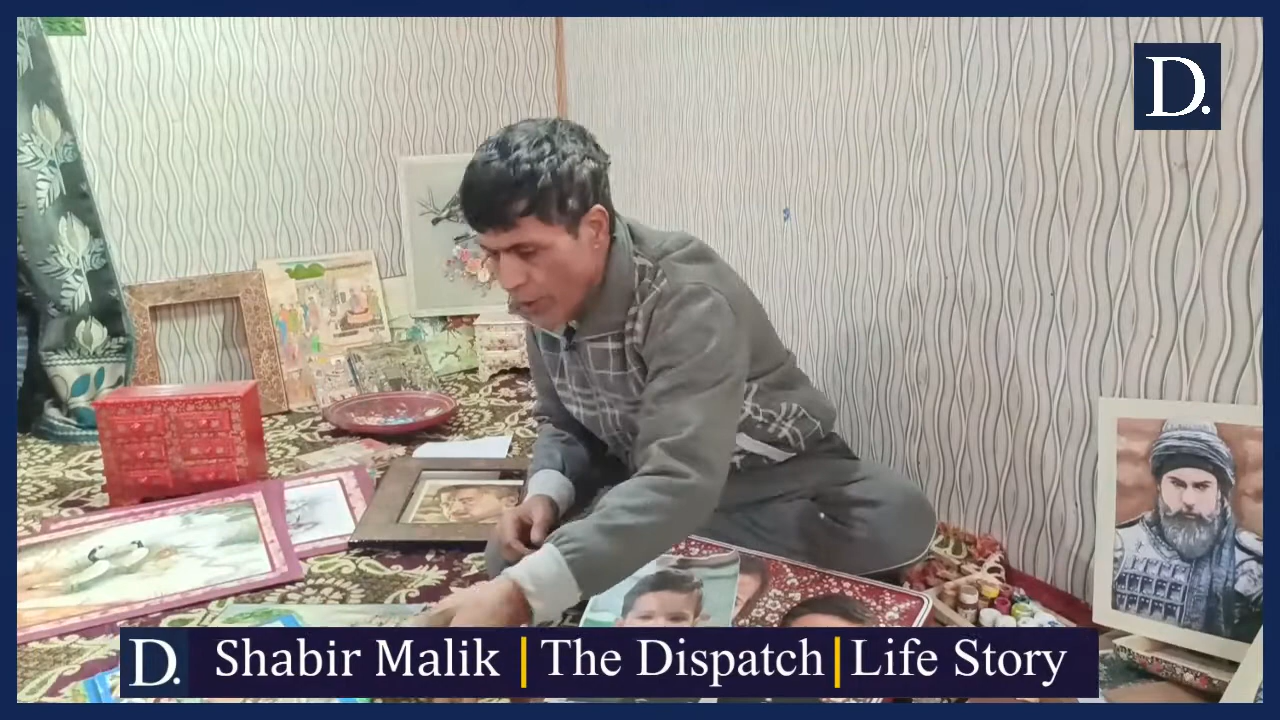 D.
D. Shabir Malik | The Dispatch | Life Story